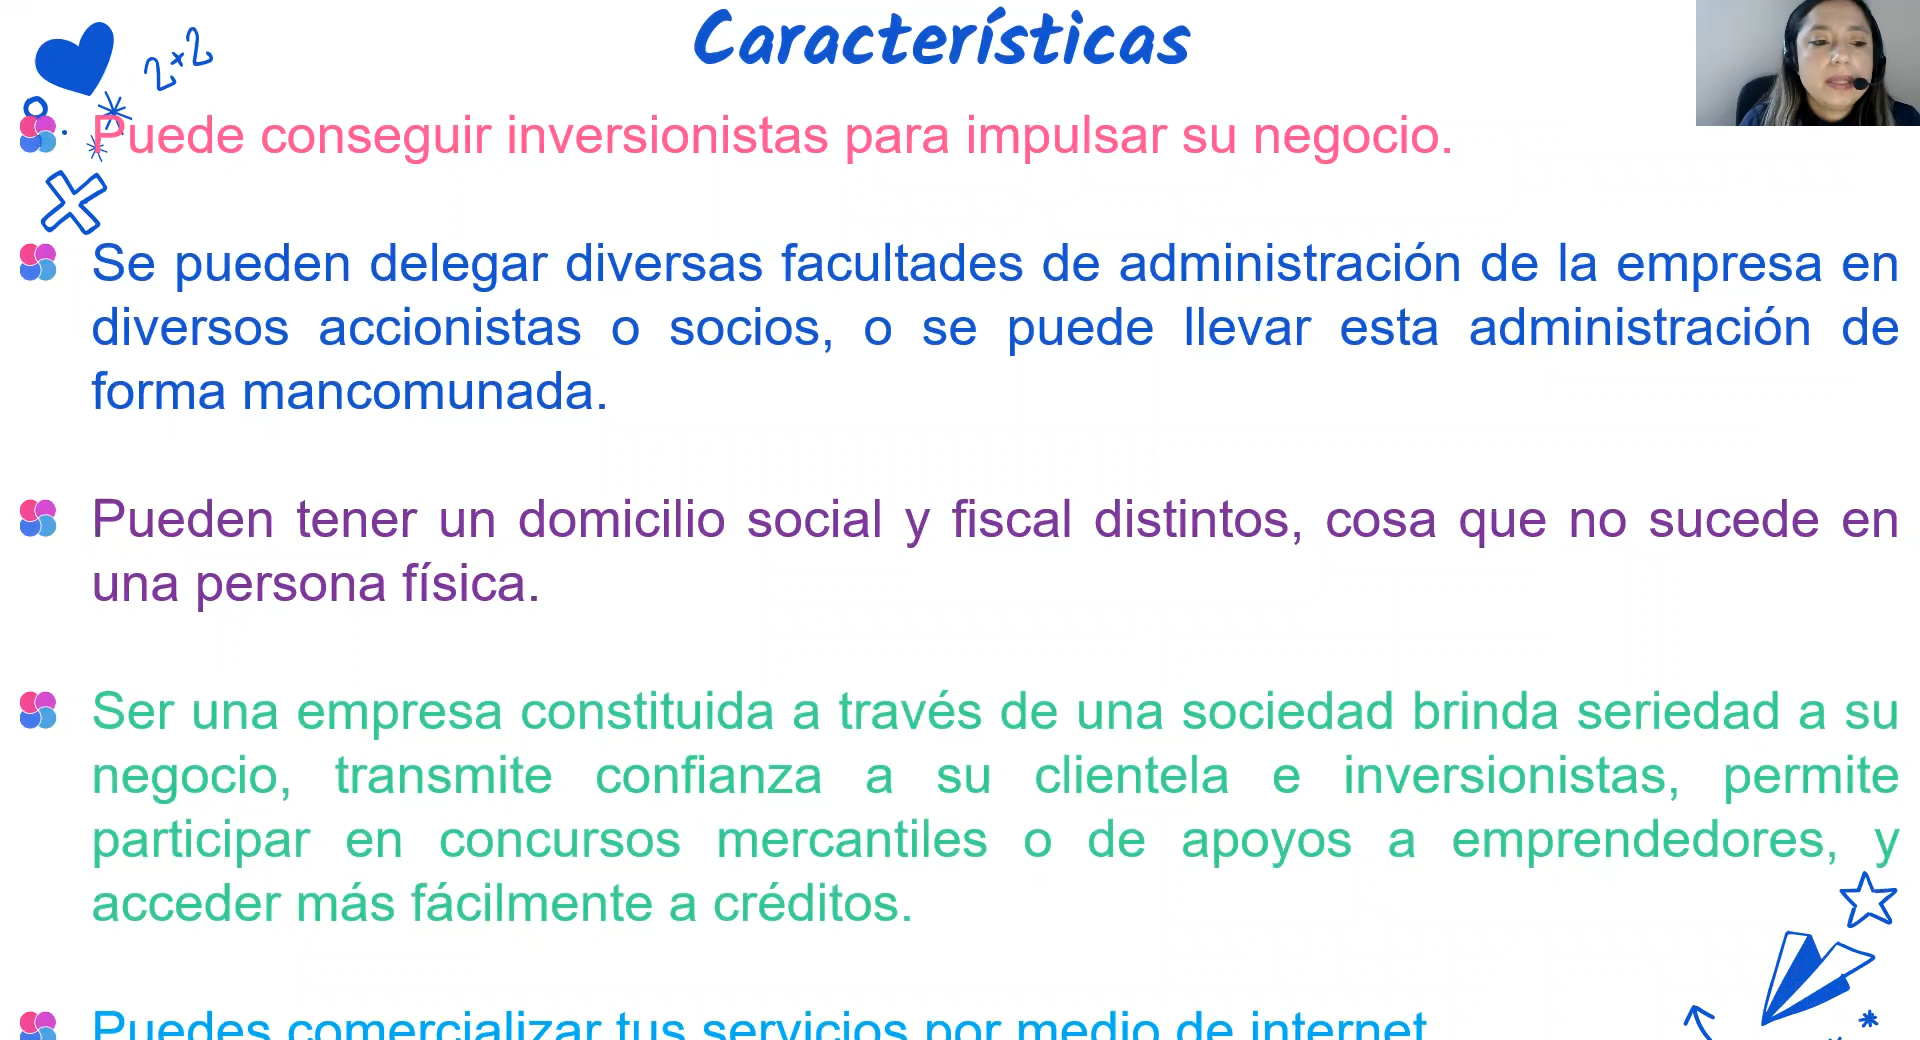 Características
2x2
Puede conseguir inversionistas para impulsar su negocio.
Se pueden delegar diversas facultades de administración de la empresa en
diversos accionistas o socios, o se puede llevar esta administración de
forma mancomunada.
Pueden tener un domicilio social y fiscal distintos, cosa que no sucede en
una persona física.
Ser una empresa constituida a través de una sociedad brinda seriedad a su
negocio, transmite confianza a su clientela e inversionistas, permite
participar en concursos mercantiles o de apoyos a emprendedores, y
acceder más fácilmente a créditos.
Puedes comercializar tus servicios por medio de internet